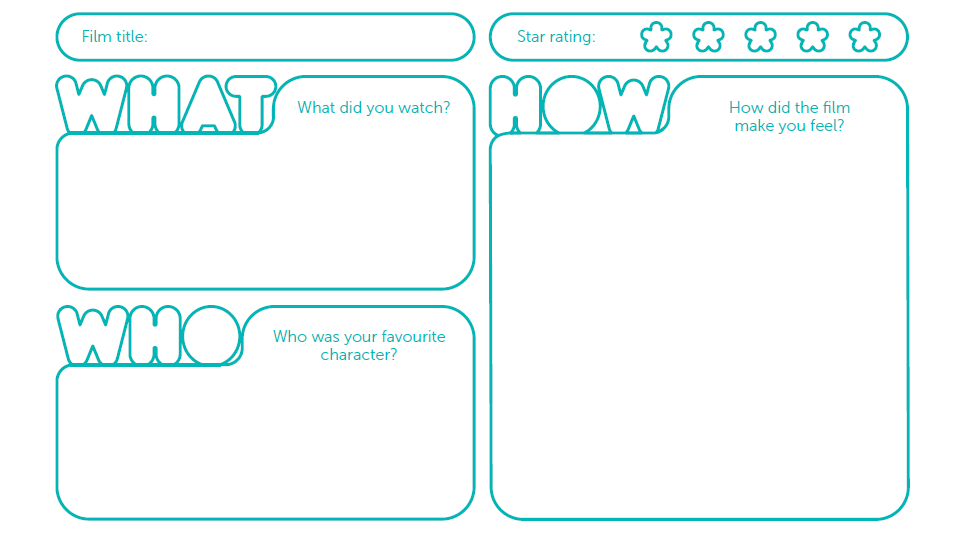 Film title:
Star rating:
WHAT
What did you watch?
WHO
Who was your favourite
character?
HOW
How did the film
make you feel?